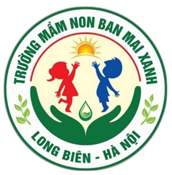 TRƯỜNG MẦM NON BAN MAI XANH
LONG BIÊN - HÀ NỘI